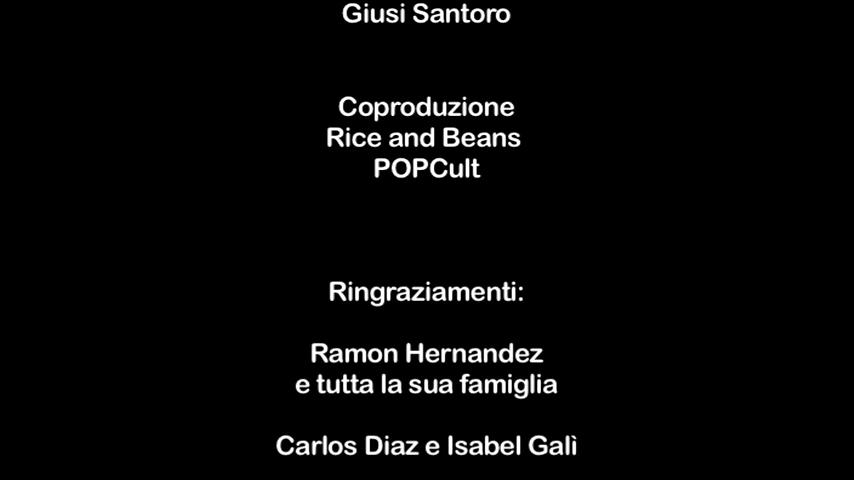 Giusi Santoro
Coproduzione
Rice and Beans
POPCult
Ringraziamenti:
Ramon Hernandez
e tutta la sua famiglia
Carlos Diaz e Isabel Galì